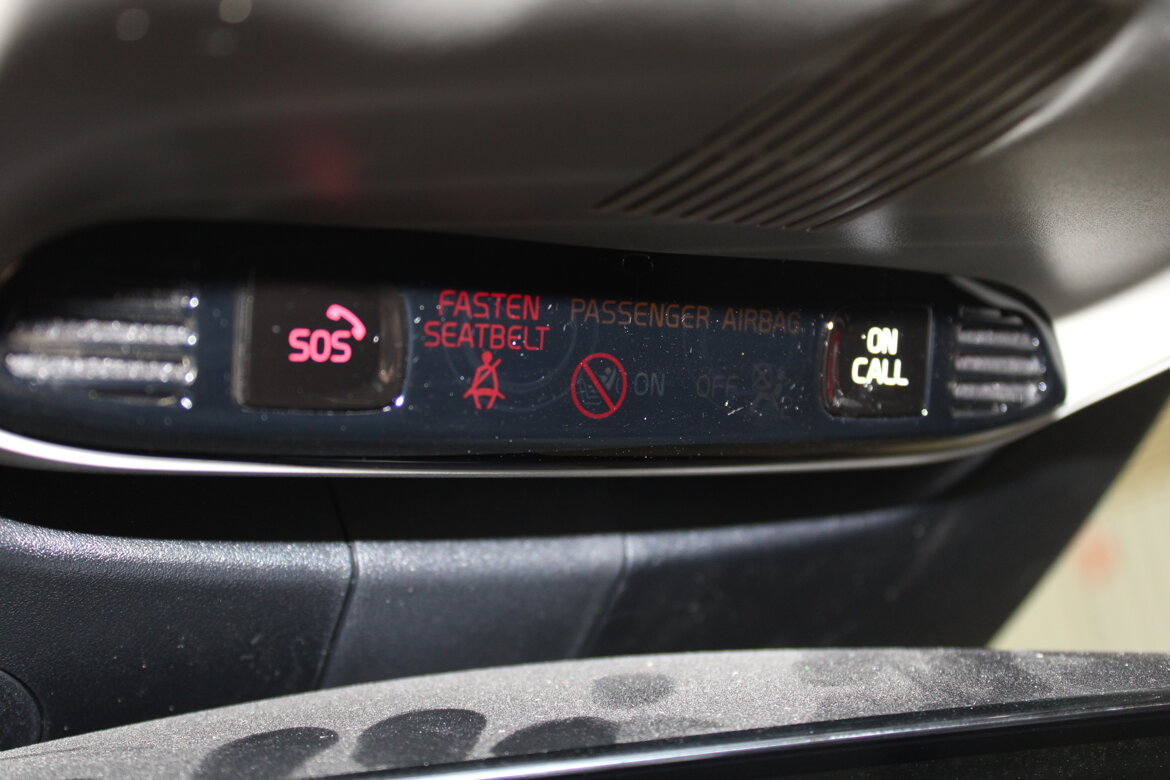 SOS
FASTEN
SEATBELT
PASSENGER AIRBAG
ON OFF
ON
CALL